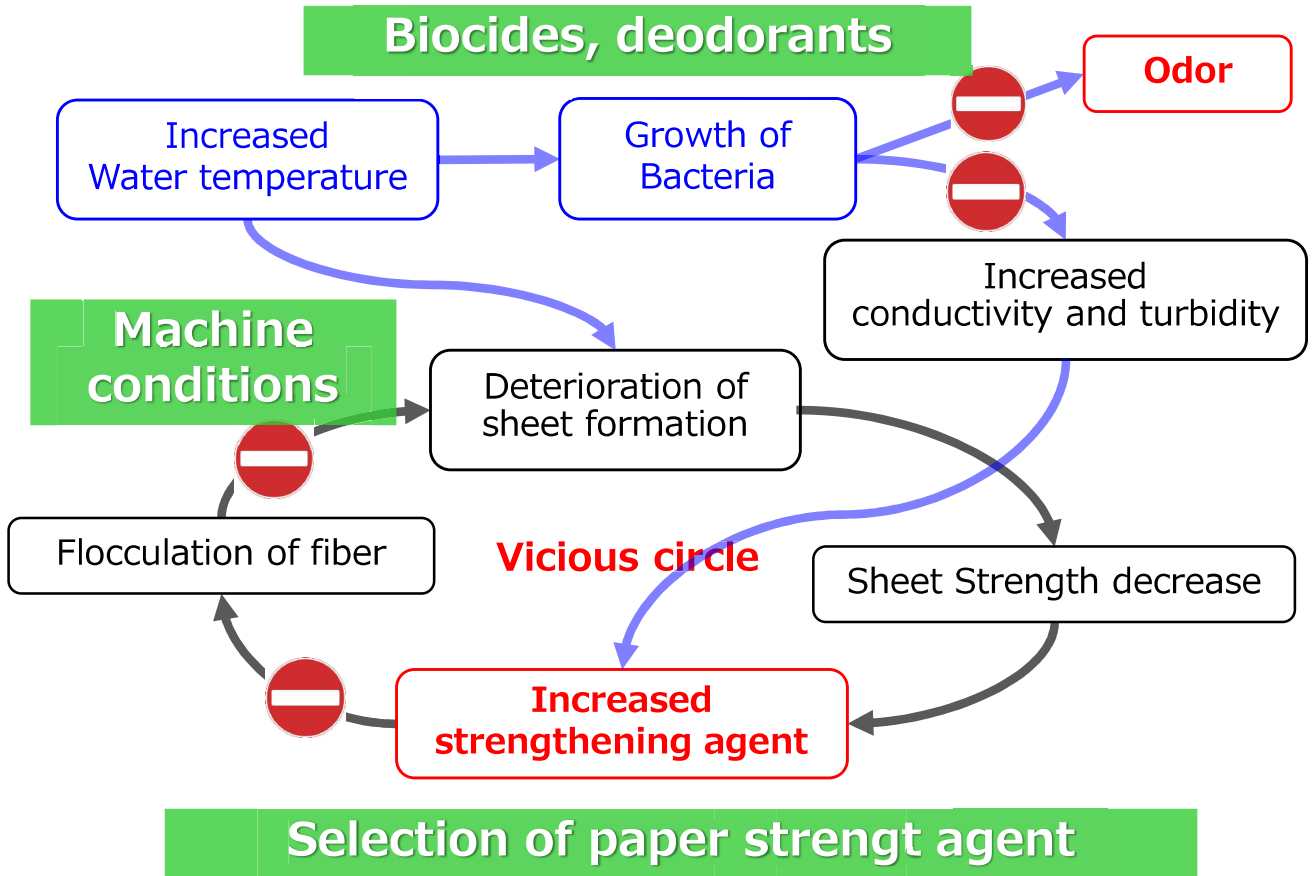 Biocides, deodorants
Odor
Increased
Water temperature
Growth of
Bacteria
Increased
conductivity and turbidity
Machine
conditions
Deterioration of
sheet formation
Flocculation of fiber
Vicious circle
Sheet Strength decrease
Increased
strengthening agent
Selection of paper strengt agent